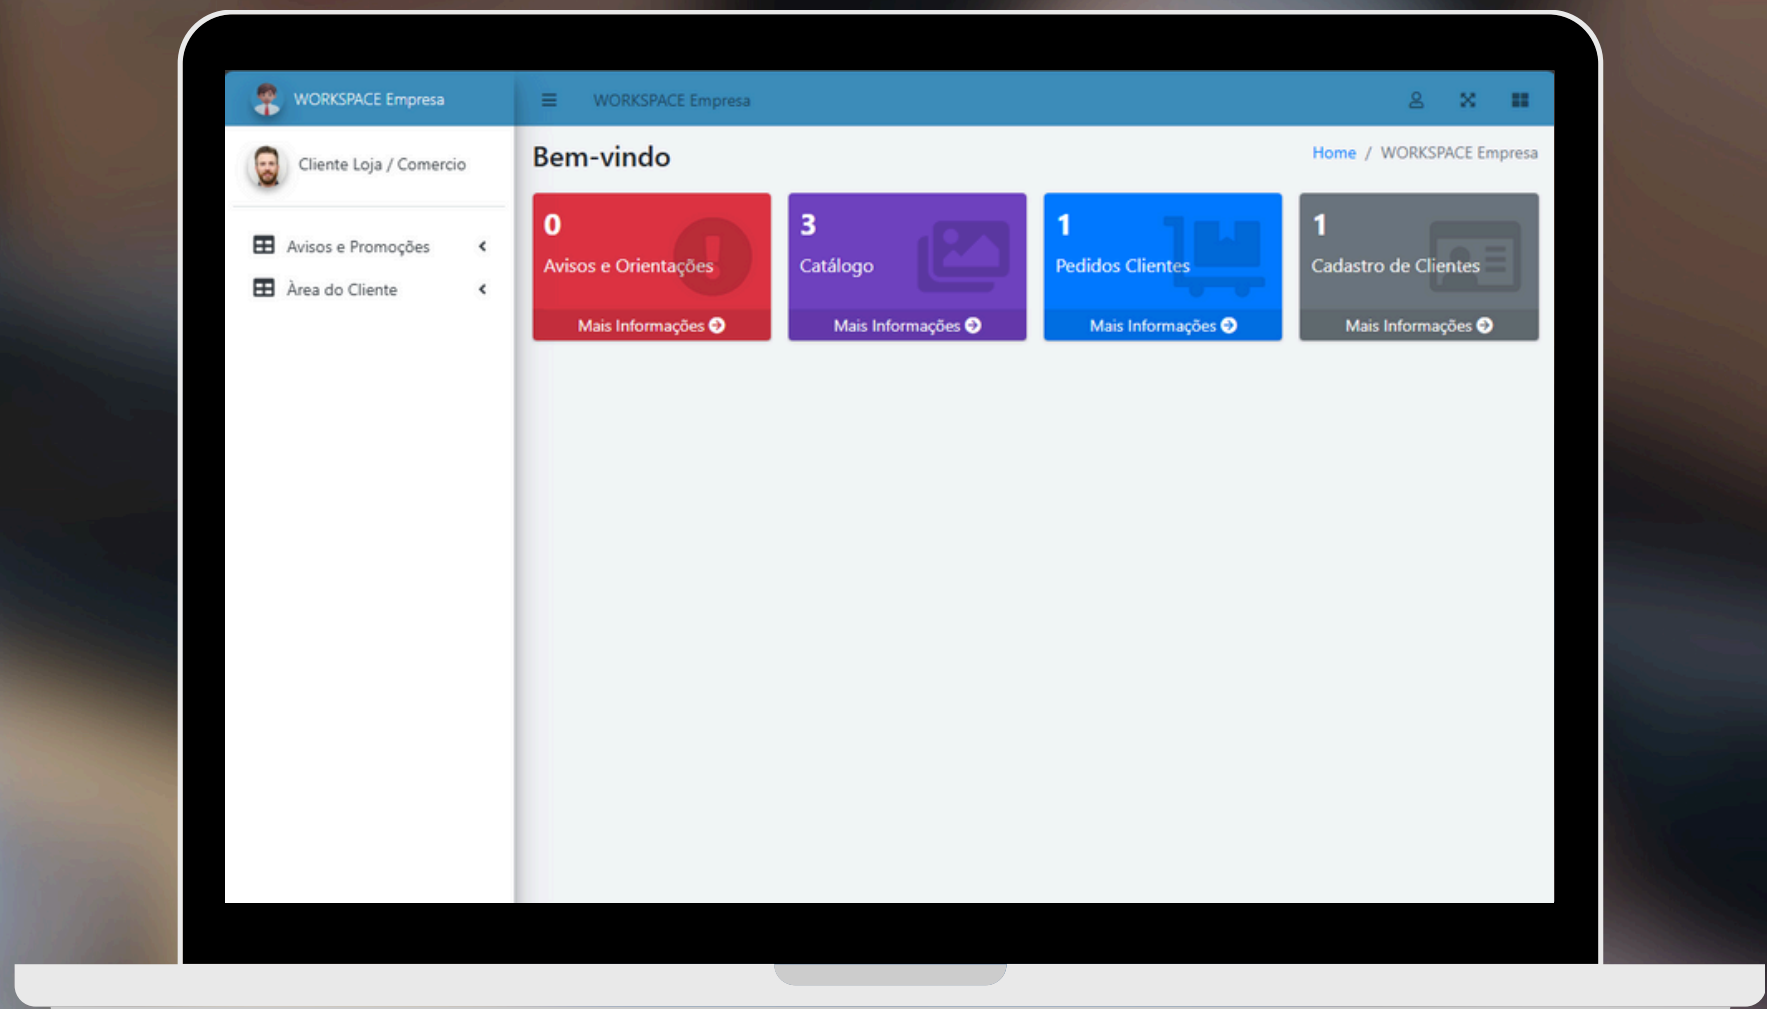 WORKSPACE Empresa
WORKSPACE Empresa
Cliente Loja / Comercio
Avisos e Promoções
Àrea do Cliente
Bem-vindo
Home / WORKSPACE Empresa
0
Avisos e Orientações
Mais Informações
3
Catálogo
Mais Informações
1
Pedidos Clientes
Mais Informações
1
Cadastro de Clientes
Mais Informações